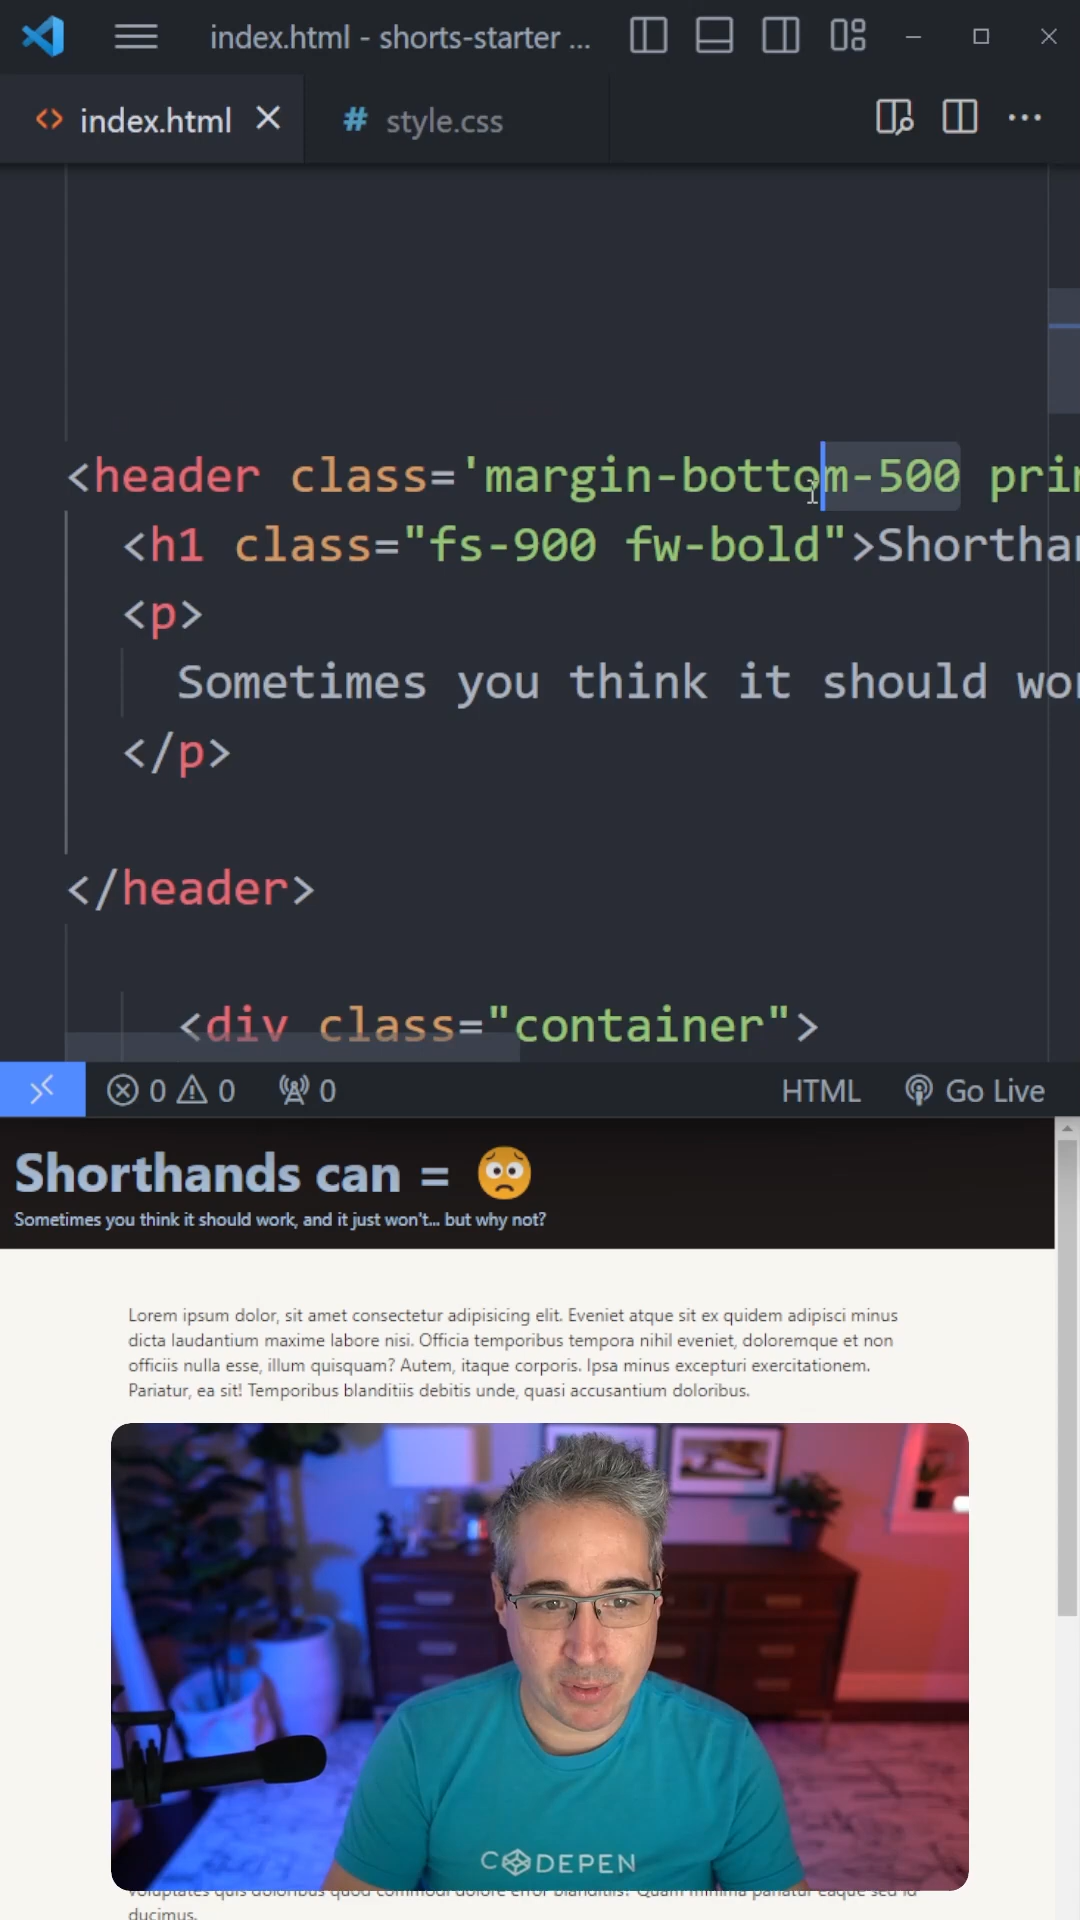 index.html - shorts-starter ...
index.html
# style.css
<header class='margin-bottom-500
<h1 class="fs-900 fw-bold">
<p>
Sometimes you think it should
</p>
</header>
<div class="container">
0 0 0 HTML Go Live
Shorthands can = 😟
Sometimes you think it should work, and it just won't... but why not?
Lorem ipsum dolor, sit amet consectetur adipisicing elit. Eveniet atque sit ex quidem adipisci minus
dicta laudantium maxime labore nisi. Officia temporibus tempora nihil eveniet, doloremque et non
officiis nulla esse, illum quisquam? Autem, itaque corporis. Ipsa minus excepturi exercitationem.
Pariatur, ea sit! Temporibus blanditiis debitis unde, quasi accusantium doloribus.
CODEPEN
ducimus.